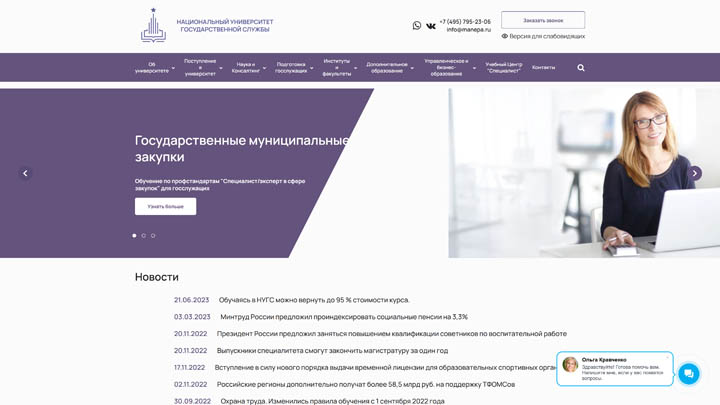 НАЦИОНАЛЬНЫЙ УНИВЕРСИТЕТ
ГОСУДАРСТВЕННОЙ СЛУЖБЫ
+7 (495) 795-23-06
info@manepa.ru
Заказать звонок
Версия для слабовидящих
Об
университете
Поступление
и
университет
Наука и
Консалтинг
Подготовка
госслужащих
Институты
и
факультеты
Дополнительное
образование
Управленческое и
бизнес-
образование
Учебный Центр
"Специалист"
Контакты
Государственные муниципальные
закупки
Обучение по профстандартам "Специалист/эксперт в сфере
закупок" для госслужащих
Узнать больше
Новости
21.06.2023 Обучаясь в НУГС можно вернуть до 95 % стоимости курса.
03.03.2023 Минтруд России предложил проиндексировать социальные пенсии на 3,3%
20.11.2022 Президент России предложил заняться повышением квалификации советников по воспитательной работе
20.11.2022 Выпускники специалитета смогут закончить магистратуру за один год
17.11.2022 Вступление в силу нового порядка выдачи временной лицензии для образовательных спортивных орган
02.11.2022 Российские регионы дополнительно получат более 58,5 млрд руб. на поддержку ТФОМСов
30.09.2022 Охрана труда. Изменились правила обучения с 1 сентября 2022 года
Ольга Кравченко
Здравствуйте! Готова помочь вам.
Напишите мне, если у вас появятся
вопросы.